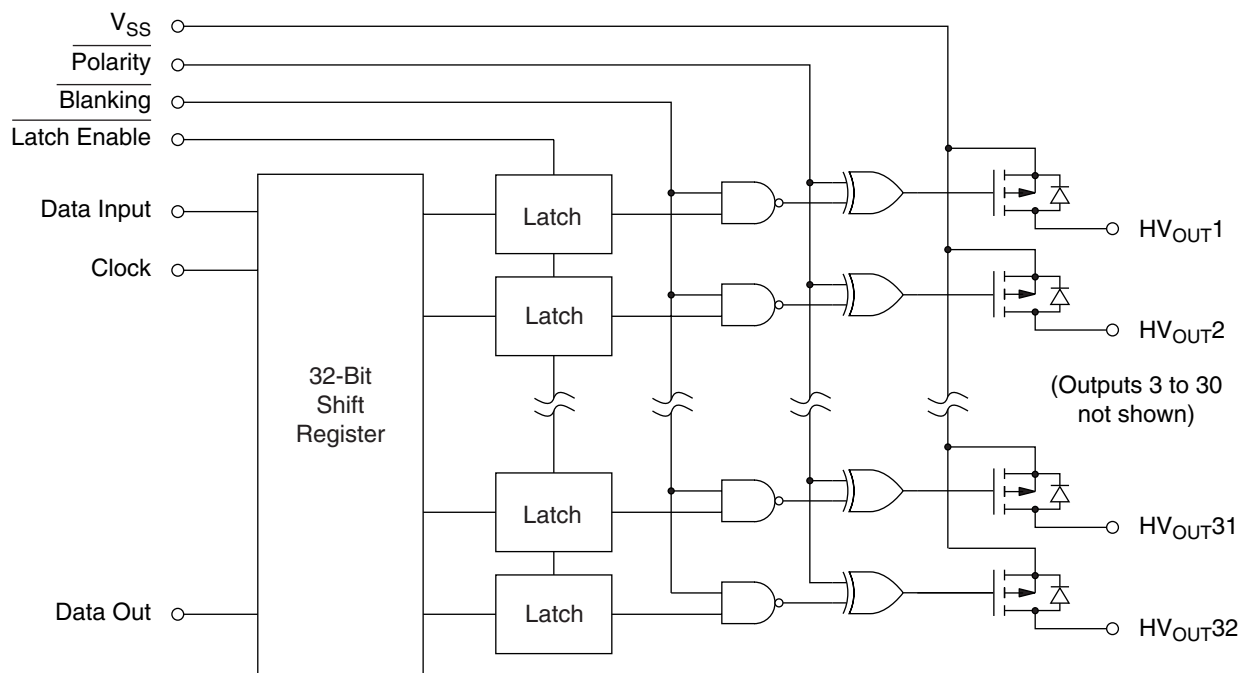 VSS
Polarity
Blanking
Latch Enable
Data Input
Clock
Data Out
32-Bit
Shift
Register
Latch
Latch
Latch
Latch
HVOUT1
HVOUT2
(Outputs 3 to 30
not shown)
HVOUT31
HVOUT32